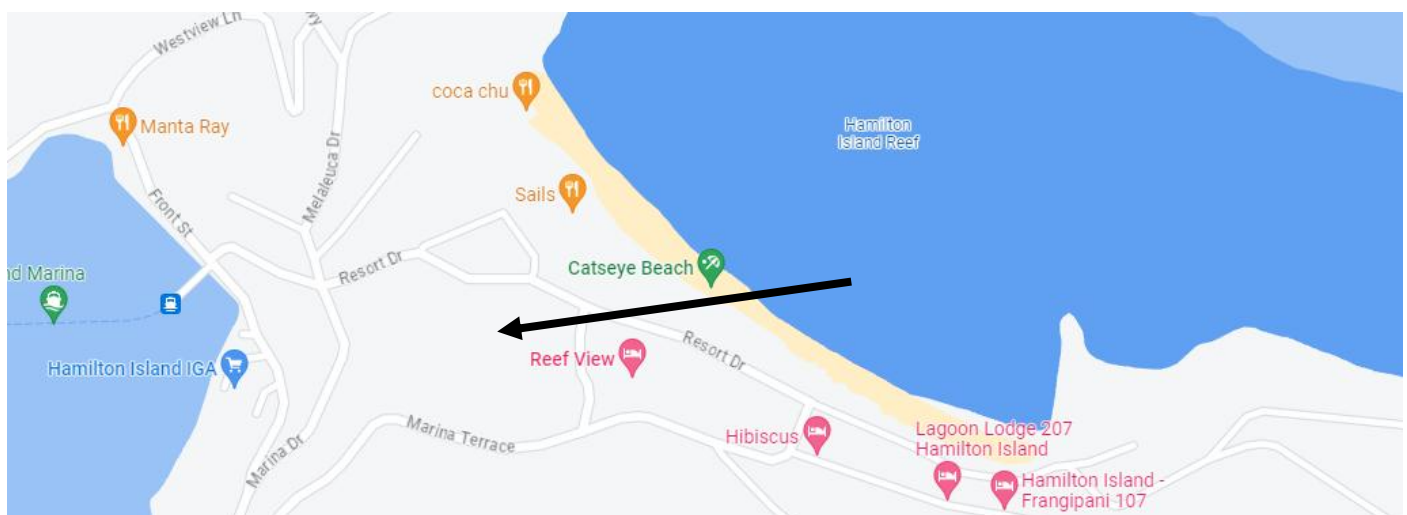 Westview Ln
wy
coca chu
Manta Ray
Hamilton
Island Reef
Melaleuca Dr
Front St
Sails
Resort Dr
nd Marina
Catseye Beach
Resort Dr
Reef View
Hamilton Island IGA
Marina Terrace
Marina Dr
Hibiscus
Lagoon Lodge 207
Hamilton Island
Hamilton Island -
Frangipani 107